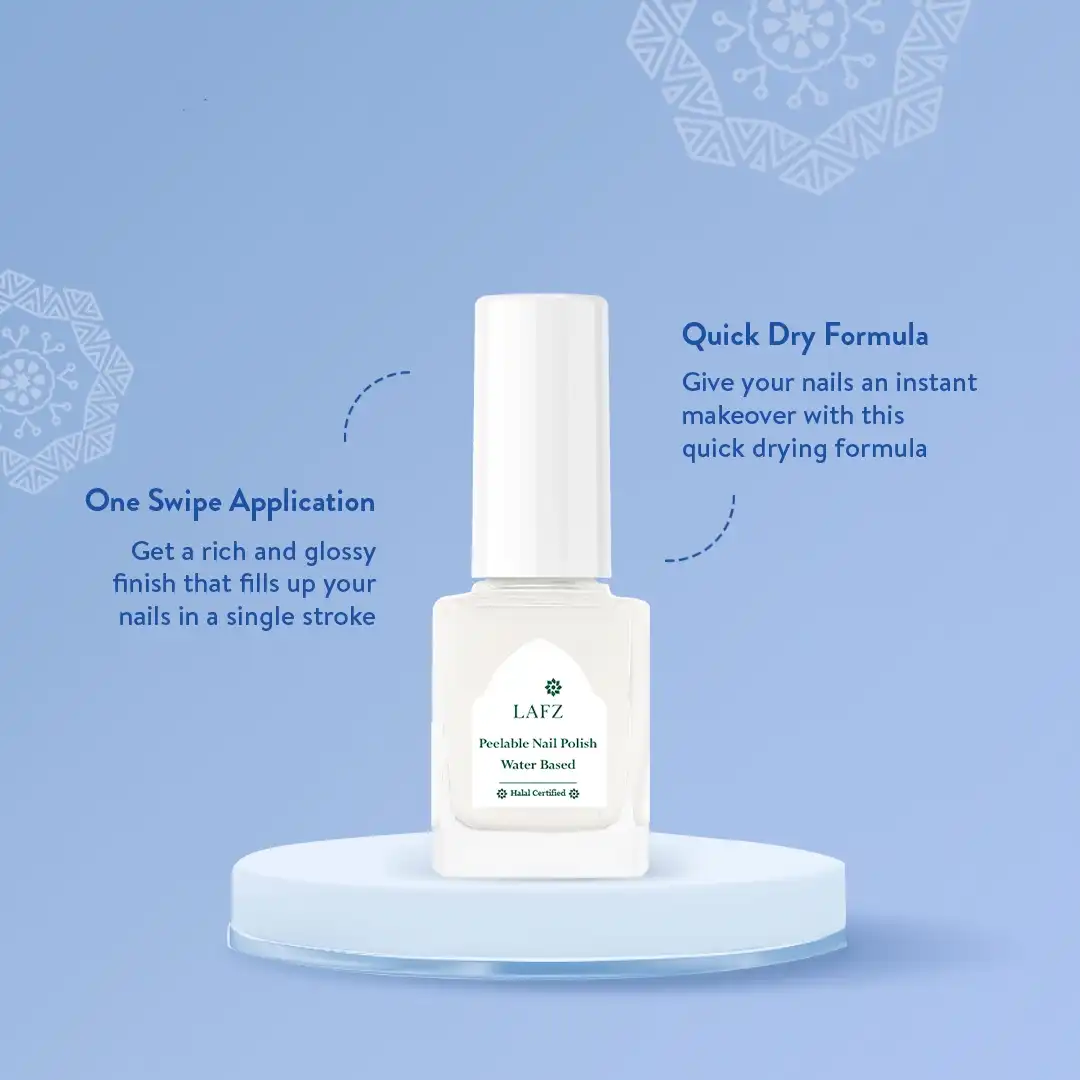 Quick Dry Formula
Give your nails an instant
makeover with this
quick drying formula
One Swipe Application
Get a rich and glossy
finish that fills up your
nails in a single stroke
LAFZ
Peelable Nail Polish
Water Based
Halal Certified